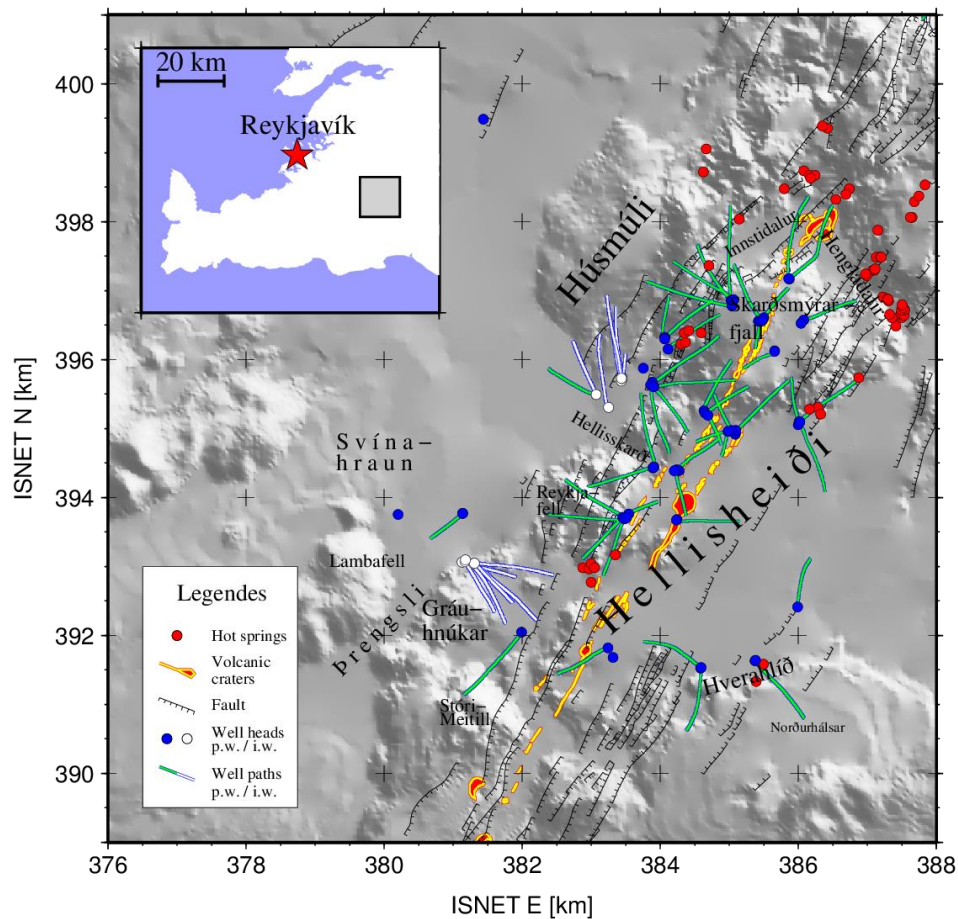 20 km
Reykjavík
Húsmúli
Innstidalur
Hengladalur
Skarðsmýrar
fjall
Hellisskarð
Svína–
hraun
Reykja–
fell
Hellisheiði
Lambafell
Þrengsli
Gráu–
hnúkar
Stóri–
Meitill
Hverahlíð
Norðurhálsar
Legendes
Hot springs
Volcanic
craters
Fault
Well heads
p.w. / i.w.
Well paths
p.w. / i.w.
400
398
396
394
392
390
ISNET N [km]
376 378 380 382 384 386 388
ISNET E [km]